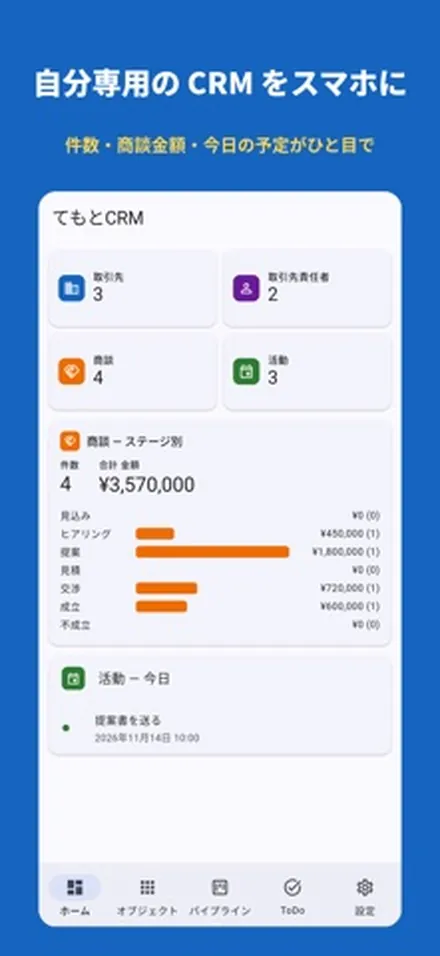 自分専用の CRM をスマホに
件数・商談金額・今日の予定がひと目で
てもとCRM
取引先
3
取引先責任者
2
商談
4
活動
3
商談 – ステージ別
件数 合計 金額
4 ¥3,570,000
見込み ¥0 (0)
ヒアリング ¥450,000 (1)
提案 ¥1,800,000 (1)
見積 ¥0 (0)
交渉 ¥720,000 (1)
成立 ¥600,000 (1)
不成立 ¥0 (0)
活動 – 今日
提案書を送る
2026年11月14日 10:00
ホーム オブジェクト パイプライン ToDo 設定